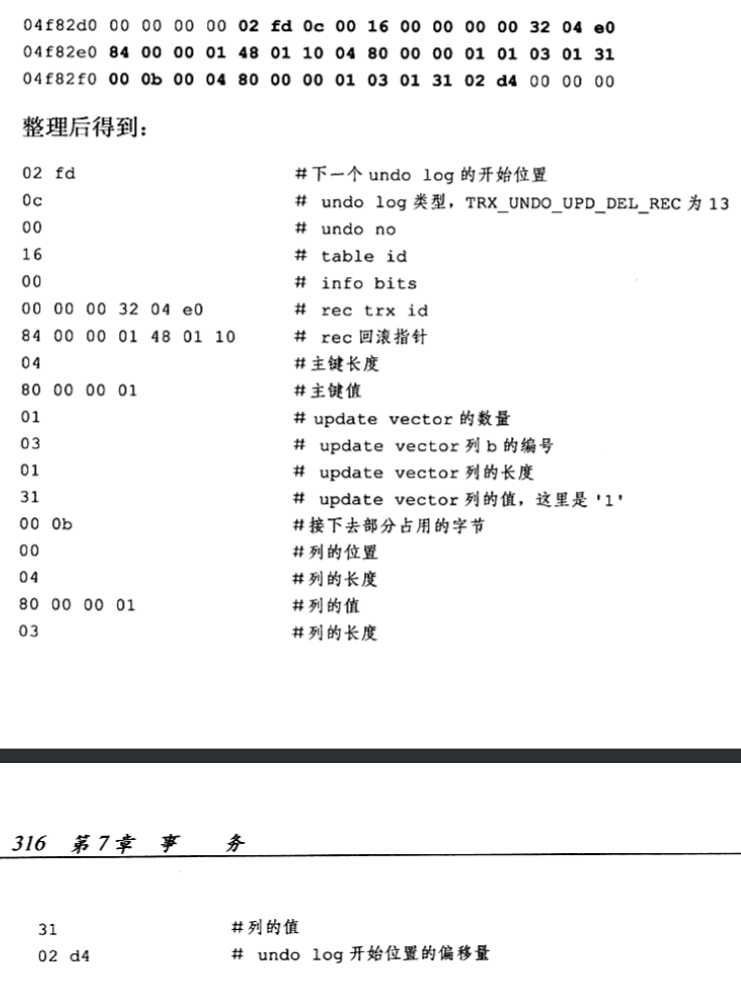 04f82d0 00 00 00 00 02 fd 0c 00 16 00 00 00 00 32 04 e0
04f82e0 84 00 00 01 48 01 10 04 80 00 00 01 01 03 01 31
04f82f0 00 0b 00 04 80 00 00 01 03 01 31 02 d4 00 00 00
整理后得到：
02 fd #下一个 undo log 的开始位置
0c # undo log 类型，TRX_UNDO_UPD_DEL_REC 为 13
00 # undo no
16 # table id
00 # info bits
00 00 00 32 04 e0 # rec trx id
84 00 00 01 48 01 10 # rec 回滚指针
04 #主键长度
80 00 00 01 #主键值
01 # update vector 的数量
03 # update vector 列 b 的编号
01 # update vector 列的长度
31 # update vector 列的值，这里是 '1'
00 0b #接下去部分占用的字节
00 #列的位置
04 #列的长度
80 00 00 01 #列的值
03 #列的长度
316 第7章 事 务
31 #列的值
02 d4 # undo log 开始位置的偏移量